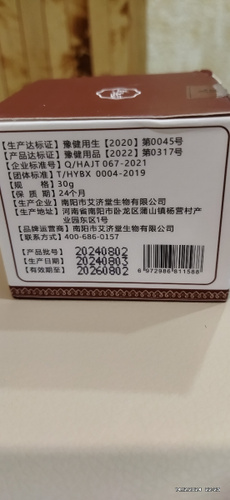 【生产达标证】豫健用生【2020】第0045号
【产品达标证】豫健用品【2022】第0317号
【企业标准号】Q/HAJT 067-2021
【团体标准号】T/HYBX 0004-2019
【规 格】30g
【保 质 期】24个月
【生产企业】南阳市艾济堂生物有限公司
【生产地址】河南省南阳市卧龙区蒲山镇杨营村产
业园东区1号
【品牌运营商】南阳市艾济堂生物有限公司
【联系方式】400-686-0157
【产品批号】20240802
【生产日期】20240803
【有效期至】20260802
6972986811588